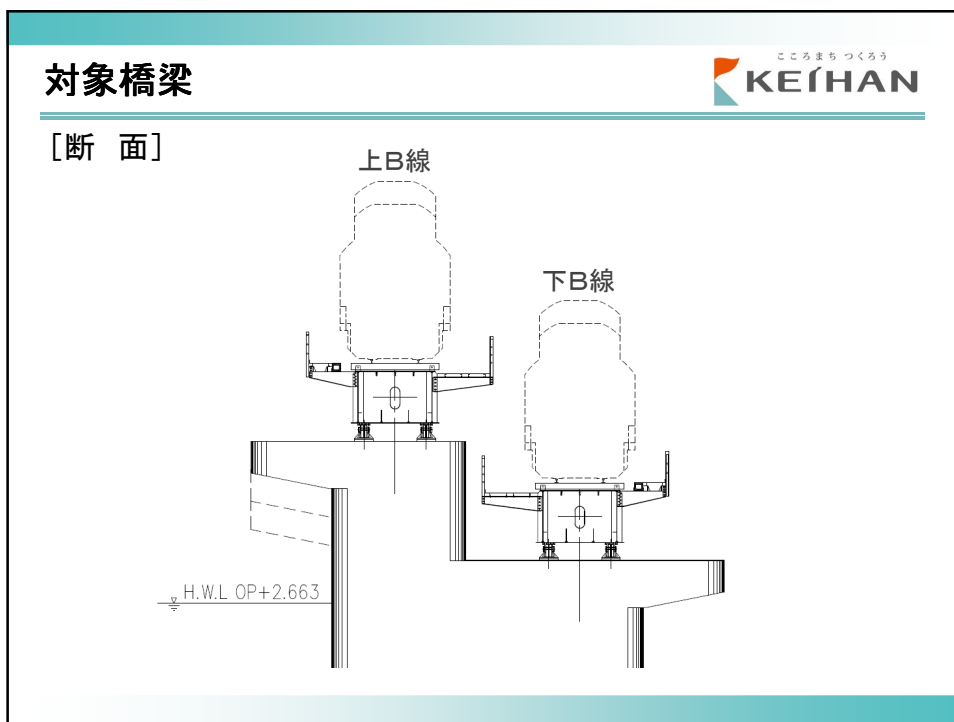 対象橋梁
こころまち つくろう
KEIHAN
［断　面］
上B線
下B線
H.W.L OP+2.663